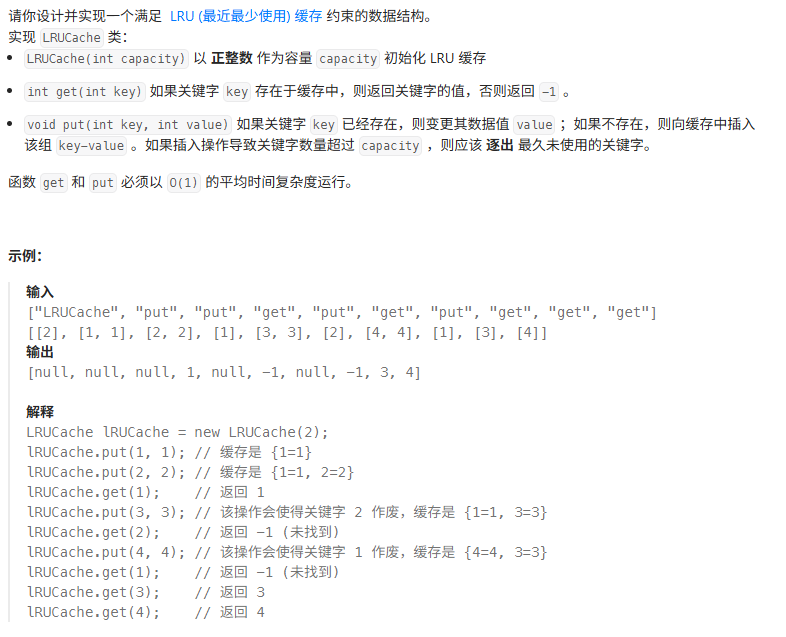 请你设计并实现一个满足 LRU (最近最少使用) 缓存 约束的数据结构。
实现 LRUCache 类：
LRUCache(int capacity) 以 正整数 作为容量 capacity 初始化 LRU 缓存
int get(int key) 如果关键字 key 存在于缓存中，则返回关键字的值，否则返回 -1 。
void put(int key, int value) 如果关键字 key 已经存在，则变更其数据值 value ；如果不存在，则向缓存中插入
该组 key-value 。如果插入操作导致关键字数量超过 capacity ，则应该 逐出 最久未使用的关键字。
函数 get 和 put 必须以 O(1) 的平均时间复杂度运行。
示例：
输入
["LRUCache", "put", "put", "get", "put", "get", "put", "get", "get", "get"]
[[2], [1, 1], [2, 2], [1], [3, 3], [2], [4, 4], [1], [3], [4]]
输出
[null, null, null, 1, null, -1, null, -1, 3, 4]
解释
LRUCache lRUCache = new LRUCache(2);
lRUCache.put(1, 1); // 缓存是 {1=1}
lRUCache.put(2, 2); // 缓存是 {1=1, 2=2}
lRUCache.get(1);    // 返回 1
lRUCache.put(3, 3); // 该操作会使得关键字 2 作废，缓存是 {1=1, 3=3}
lRUCache.get(2);    // 返回 -1 (未找到)
lRUCache.put(4, 4); // 该操作会使得关键字 1 作废，缓存是 {4=4, 3=3}
lRUCache.get(1);    // 返回 -1 (未找到)
lRUCache.get(3);    // 返回 3
lRUCache.get(4);    // 返回 4